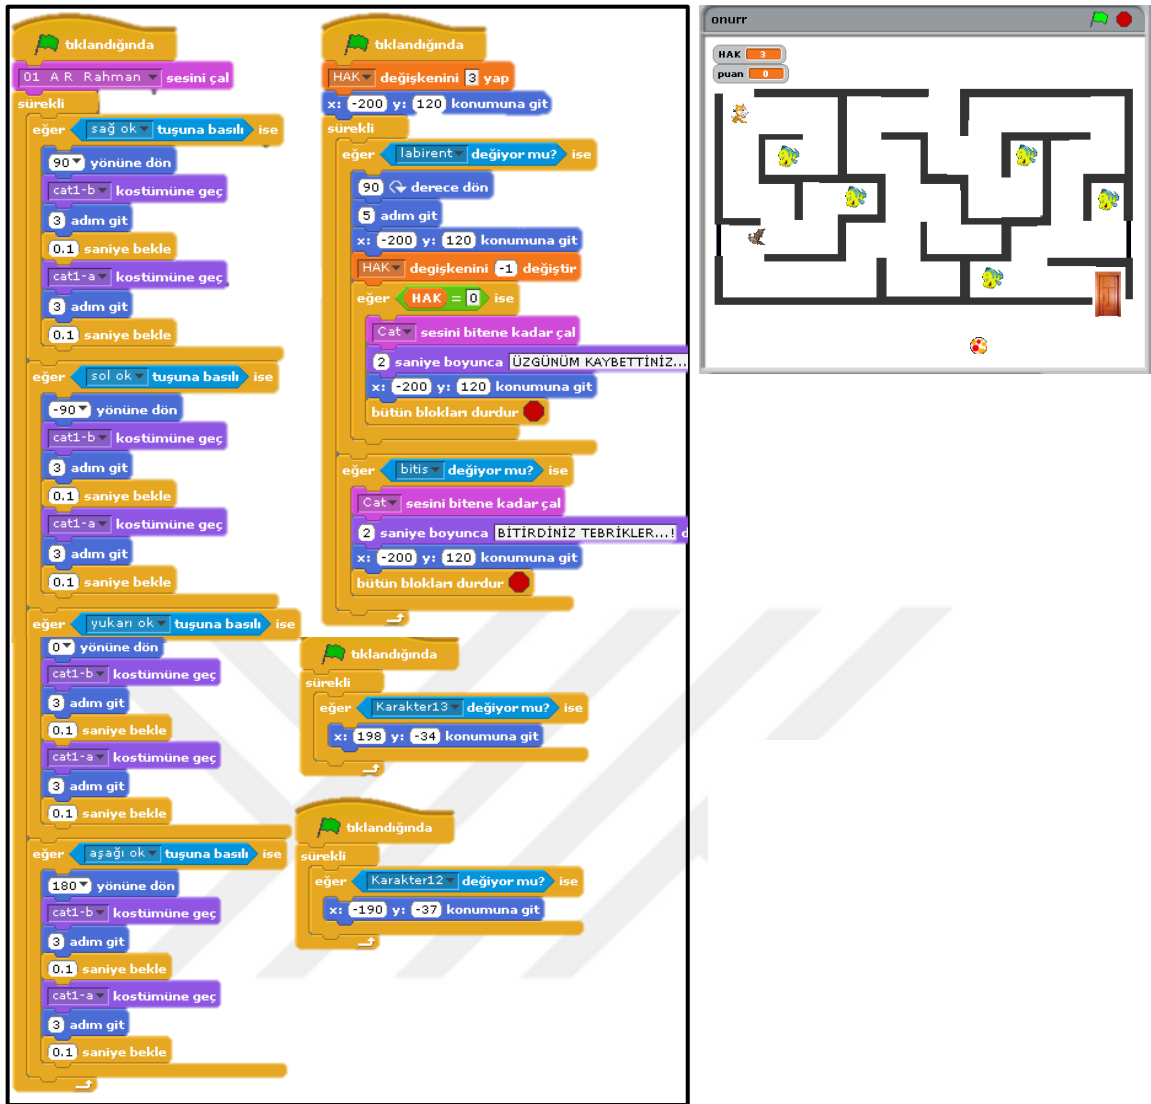 tıklandığında
01 A R Rahman sesini çal
sürekli
eğer sağ ok tuşuna basılı ise
90 yönüne dön
cat1-b kostümüne geç
3 adım git
0.1 saniye bekle
cat1-a kostümüne geç
3 adım git
0.1 saniye bekle
eğer sol ok tuşuna basılı ise
-90 yönüne dön
cat1-b kostümüne geç
3 adım git
0.1 saniye bekle
cat1-a kostümüne geç
3 adım git
0.1 saniye bekle
eğer yukarı ok tuşuna basılı ise
0 yönüne dön
cat1-b kostümüne geç
3 adım git
0.1 saniye bekle
cat1-a kostümüne geç
3 adım git
0.1 saniye bekle
eğer aşağı ok tuşuna basılı ise
180 yönüne dön
cat1-b kostümüne geç
3 adım git
0.1 saniye bekle
cat1-a kostümüne geç
3 adım git
0.1 saniye bekle
tıklandığında
HAK değişkenini 3 yap
x: -200 y: 120 konumuna git
sürekli
eğer labirent değiyor mu? ise
90 derece dön
5 adım git
x: -200 y: 120 konumuna git
HAK degişkenini -1 değiştir
eğer HAK = 0 ise
Cat sesini bitene kadar çal
2 saniye boyunca ÜZGÜNÜM KAYBETTİNİZ...
x: -200 y: 120 konumuna git
bütün blokları durdur
eğer bitis değiyor mu? ise
Cat sesini bitene kadar çal
2 saniye boyunca BİTİRDİNİZ TEBRİKLER...! d
x: -200 y: 120 konumuna git
bütün blokları durdur
tıklandığında
sürekli
eğer Karakter13 değiyor mu? ise
x: 198 y: -34 konumuna git
tıklandığında
sürekli
eğer Karakter12 değiyor mu? ise
x: -190 y: -37 konumuna git
onurr
HAK 3
puan 0